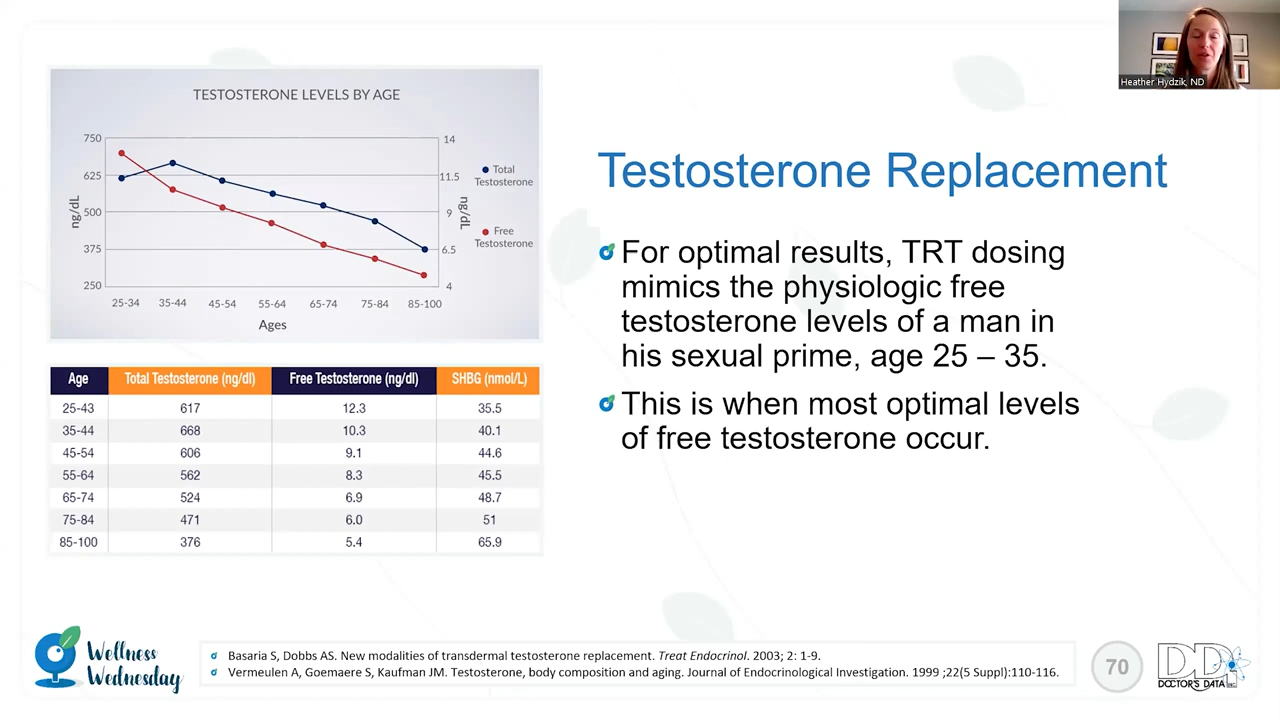 Heather Hydzik, ND
TESTOSTERONE LEVELS BY AGE
750
625
500
375
250
ng/dL
14
11.5
9
6.5
4
ng/dL
Total
Testosterone
Free
Testosterone
25-34 35-44 45-54 55-64 65-74 75-84 85-100
Ages
Age Total Testosterone (ng/dl) Free Testosterone (ng/dl) SHBG (nmol/L)
25-43 617 12.3 35.5
35-44 668 10.3 40.1
45-54 606 9.1 44.6
55-64 562 8.3 45.5
65-74 524 6.9 48.7
75-84 471 6.0 51
85-100 376 5.4 65.9
Testosterone Replacement
For optimal results, TRT dosing
mimics the physiologic free
testosterone levels of a man in
his sexual prime, age 25 – 35.
This is when most optimal levels
of free testosterone occur.
Wellness
Wednesday
Basaria S, Dobbs AS. New modalities of transdermal testosterone replacement. Treat Endocrinol. 2003; 2: 1-9.
Vermeulen A, Goemaere S, Kaufman JM. Testosterone, body composition and aging. Journal of Endocrinological Investigation. 1999 ;22(5 Suppl):110-116.
70
DDI
DOCTOR'S DATA INC.